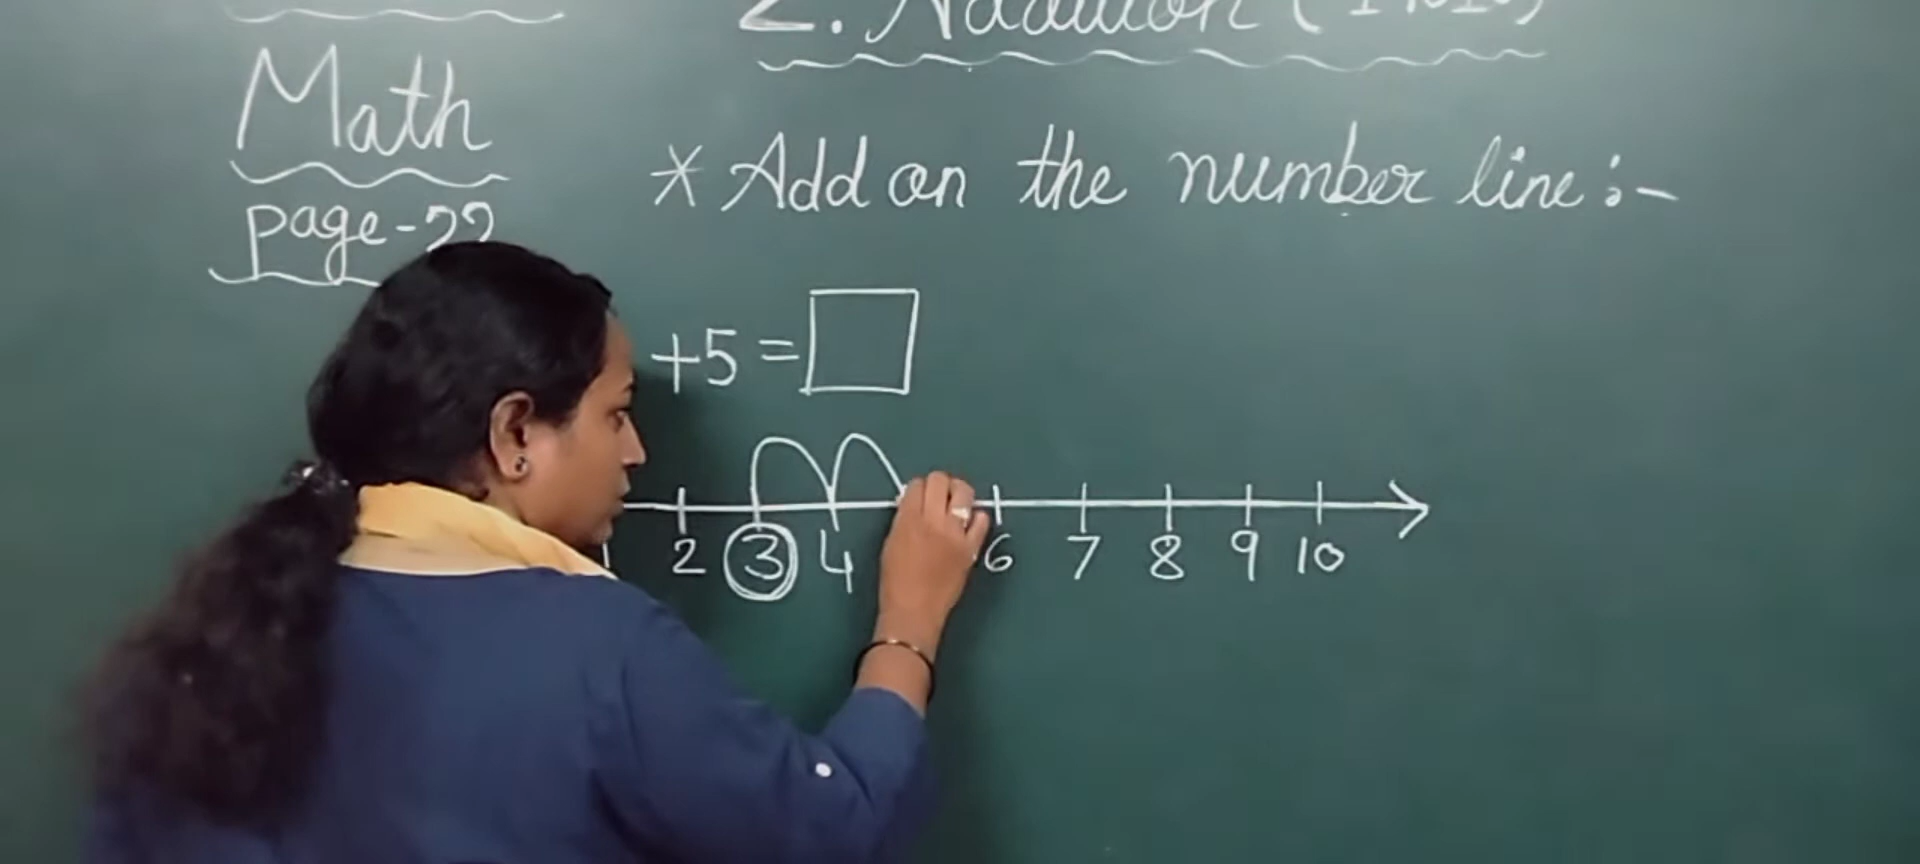 2. Addition (
Math
page-22
* Add on the number line :-
+5 =
2 3 4 6 7 8 9 10